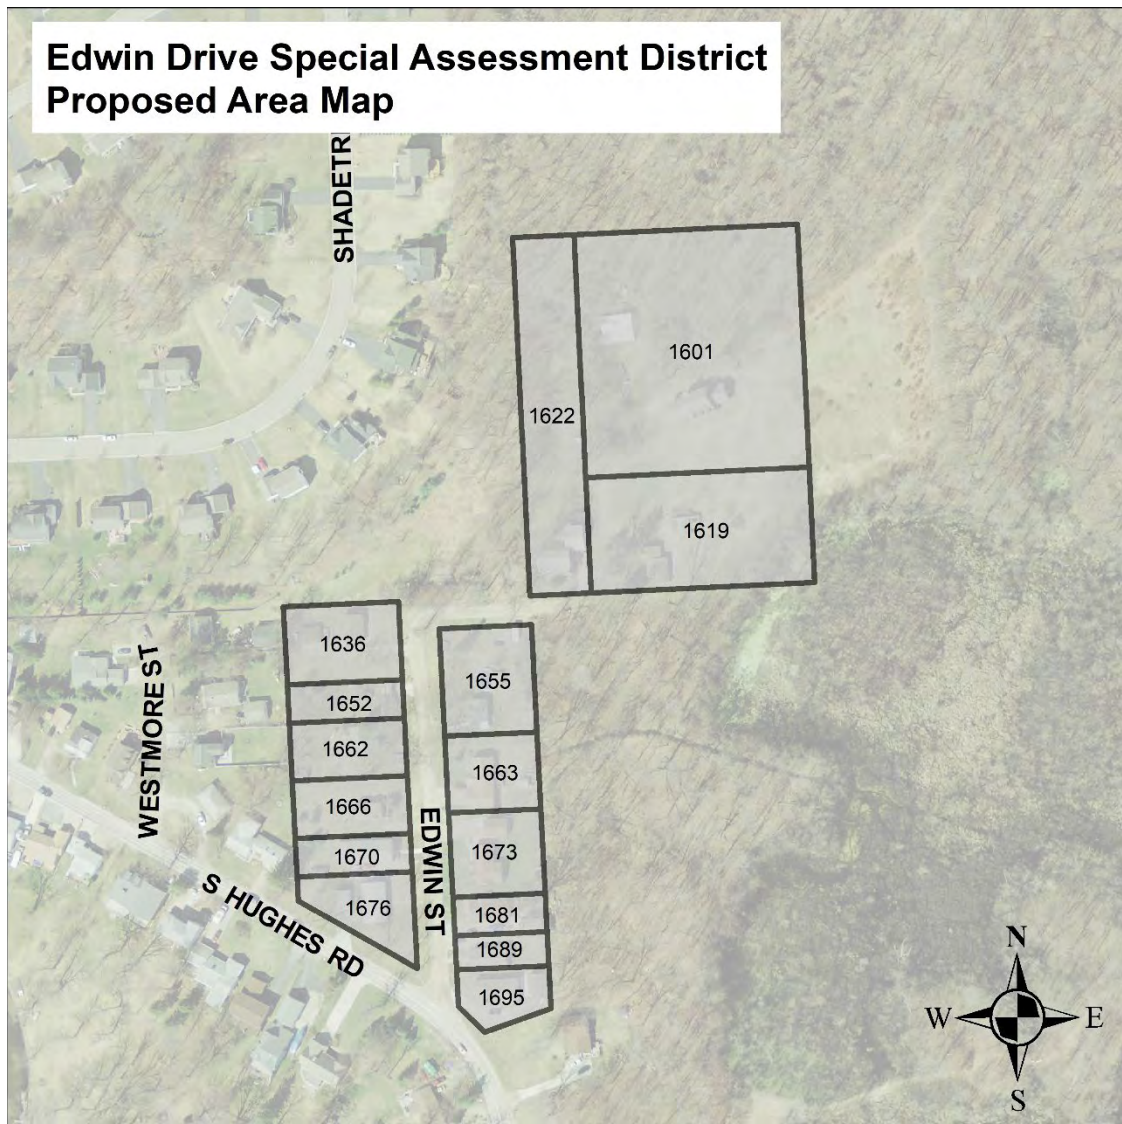 Edwin Drive Special Assessment District
Proposed Area Map
SHADETR
1601
1622
1619
1636
1655
1652
1662
1663
WESTMORE ST
1666
1670
1673
EDWIN ST
S HUGHES RD
1676
1681
1689
1695
N
W
E
S